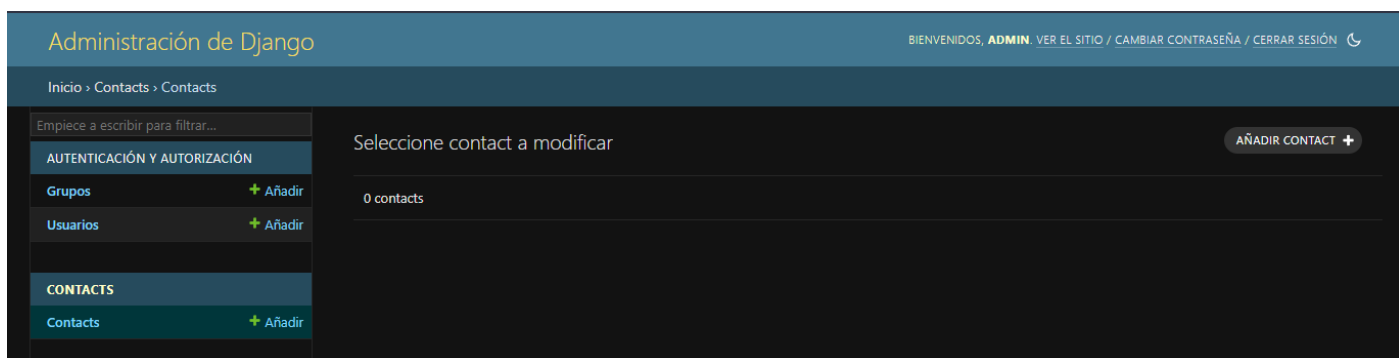 Administración de Django
BIENVENIDOS, ADMIN. VER EL SITIO / CAMBIAR CONTRASEÑA / CERRAR SESIÓN
Inicio › Contacts › Contacts
Empiece a escribir para filtrar...
AUTENTICACIÓN Y AUTORIZACIÓN
Grupos + Añadir
Usuarios + Añadir
CONTACTS
Contacts + Añadir
Seleccione contact a modificar
AÑADIR CONTACT +
0 contacts